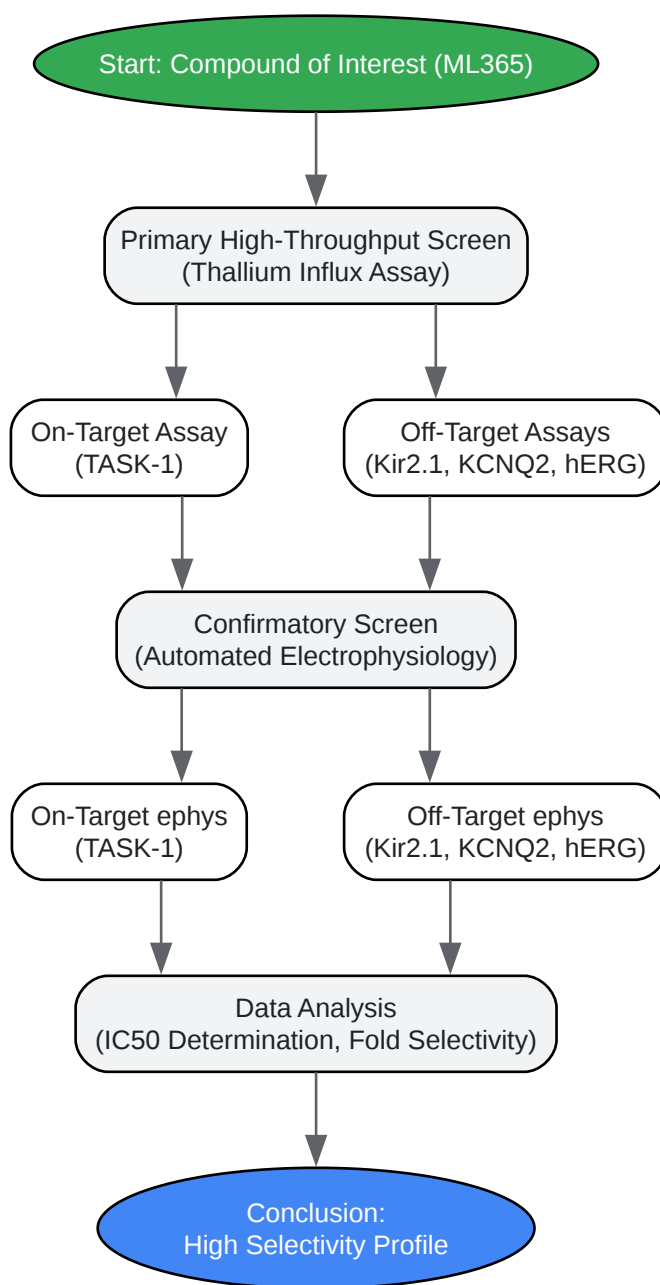 Start: Compound of Interest (ML365)
Primary High-Throughput Screen
(Thallium Influx Assay)
On-Target Assay
(TASK-1)
Off-Target Assays
(Kir2.1, KCNQ2, hERG)
Confirmatory Screen
(Automated Electrophysiology)
On-Target ephys
(TASK-1)
Off-Target ephys
(Kir2.1, KCNQ2, hERG)
Data Analysis
(IC50 Determination, Fold Selectivity)
Conclusion:
High Selectivity Profile